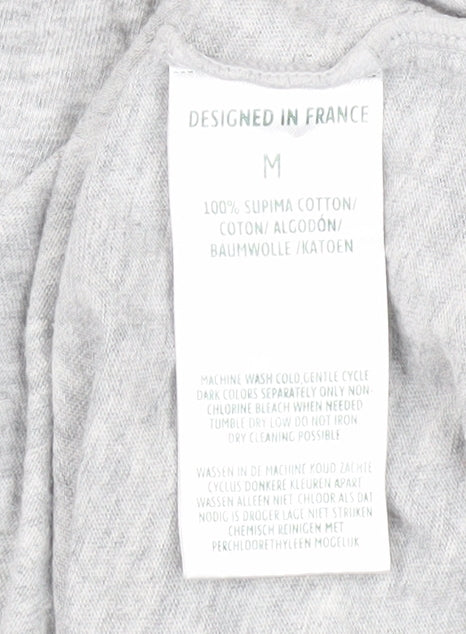 DESIGNED IN FRANCE
M
100% SUPIMA COTTON/
COTON/ ALGODÓN/
BAUMWOLLE /KATOEN
MACHINE WASH COLD,GENTLE CYCLE
DARK COLORS SEPARATELY ONLY NON-
CHLORINE BLEACH WHEN NEEDED
TUMBLE DRY LOW DO NOT IRON
DRY CLEANING POSSIBLE
WASSEN IN DE MACHINE KOUD ZACHTE
CYCLUS DONKERE KLEUREN APART
WASSEN ALLEEN NIET CHLOOR ALS DAT
NODIG IS DROGER LAGE NIET STRIJKEN
CHEMISCH REINIGEN MET
PERCHLOORETHYLEEN MOGELIJK